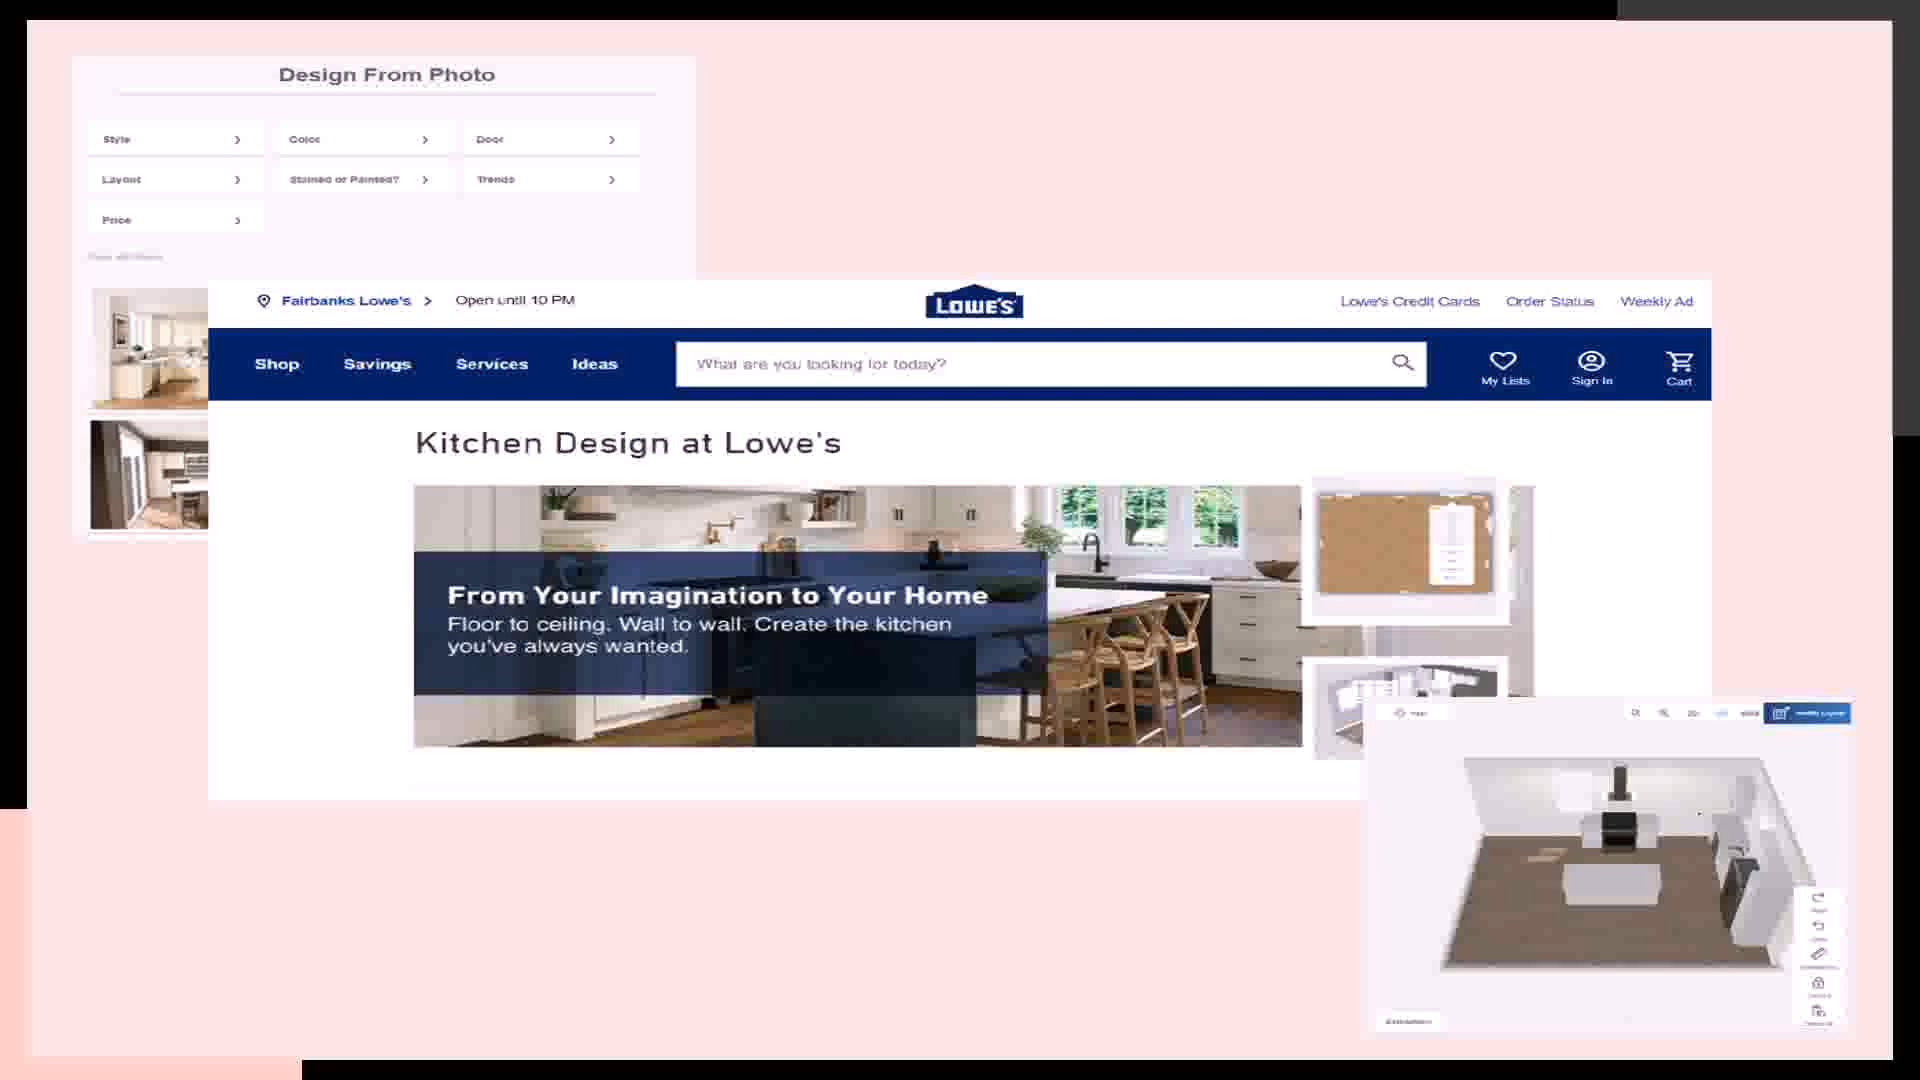 Design From Photo
Style
Color
Door
Layout
Stained or Painted?
Trends
Price
Fairbanks Lowe's
Open until 10 PM
LOWE'S
Lowe's Credit Cards
Order Status
Weekly Ad
Shop
Savings
Services
Ideas
What are you looking for today?
My Lists
Sign In
Cart
Kitchen Design at Lowe's
From Your Imagination to Your Home
Floor to ceiling. Wall to wall. Create the kitchen
you've always wanted.